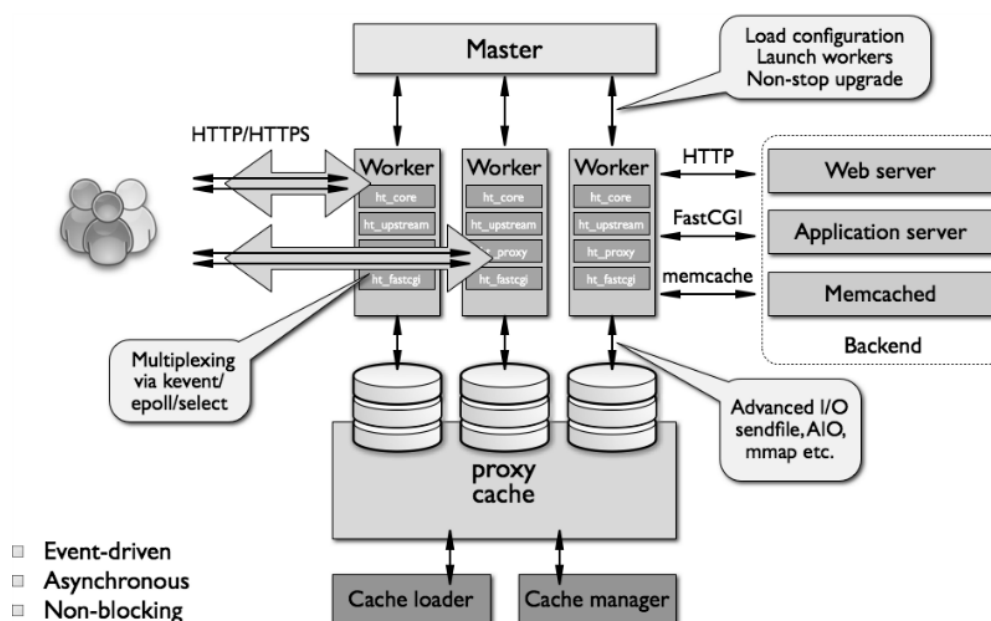 Master
Load configuration
Launch workers
Non-stop upgrade
HTTP/HTTPS
Worker
ht_core
ht_upstream
ht_fastcgi
Worker
ht_core
ht_upstream
ht_proxy
ht_fastcgi
Worker
ht_core
ht_upstream
ht_proxy
ht_fastcgi
HTTP
FastCGI
memcache
Web server
Application server
Memcached
Backend
Multiplexing
via kevent/
epoll/select
Advanced I/O
sendfile, AIO,
mmap etc.
proxy
cache
Event-driven
Asynchronous
Non-blocking
Cache loader
Cache manager